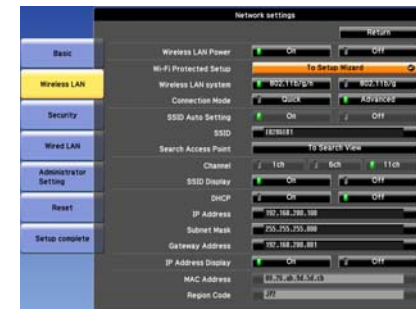 Network settings
Return
Basic
Wireless LAN
Security
Wired LAN
Administrator Setting
Reset
Setup complete
Wireless LAN Power On Off
Wi-Fi Protected Setup To Setup Wizard
Wireless LAN system 802.11b/g/n 802.11b/g
Connection Mode Quick Advanced
SSID Auto Setting On Off
SSID
Search Access Point To Search View
Channel 1ch 6ch 11ch
SSID Display On Off
DHCP On Off
IP Address 192.168.200.100
Subnet Mask 255.255.255.000
Gateway Address 192.168.200.001
IP Address Display On Off
MAC Address
Region Code